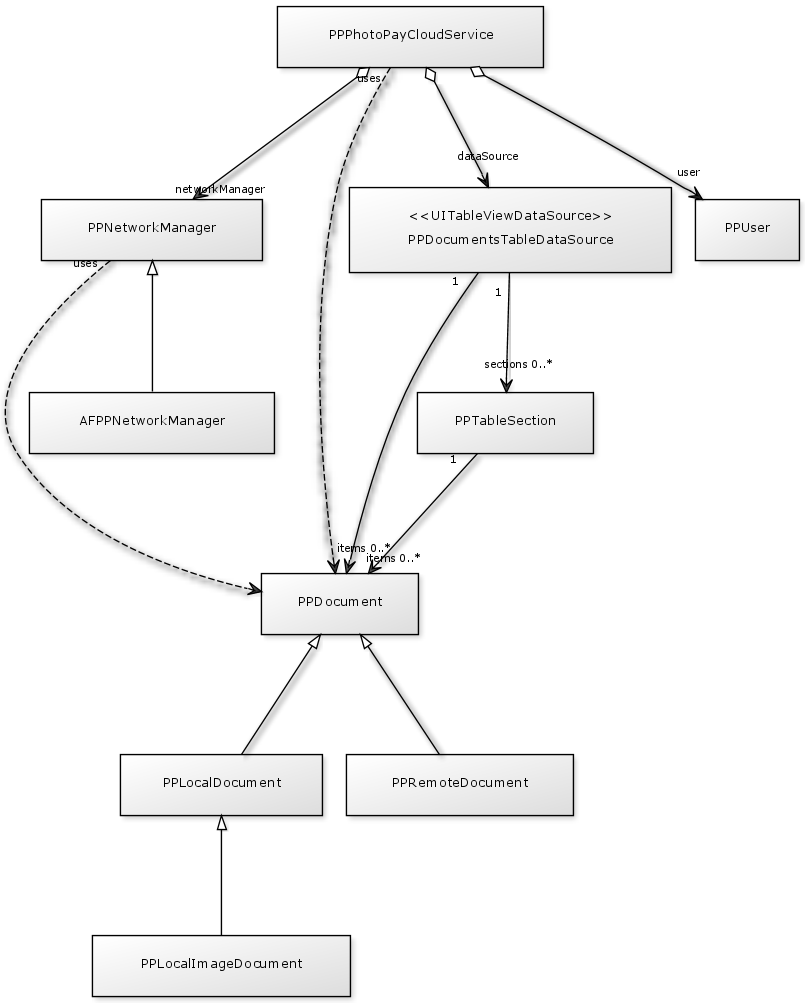 PPPhotoPayCloudService
uses
dataSource
user
networkManager
PPNetworkManager
<<UITableViewDataSource>>
PPDocumentsTableDataSource
PPUser
uses
1
1
sections 0..*
AFPPNetworkManager
PPTableSection
1
items 0..*
items 0..*
PPDocument
PPLocalDocument
PPRemoteDocument
PPLocalImageDocument